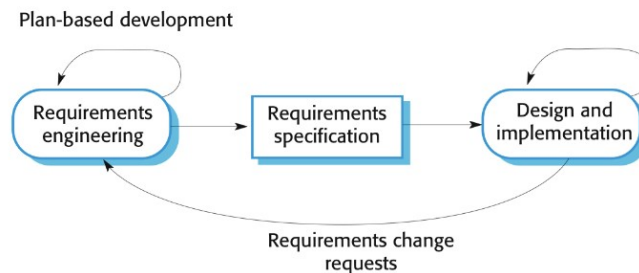 Plan-based development
Requirements
engineering
Requirements
specification
Design and
implementation
Requirements change
requests